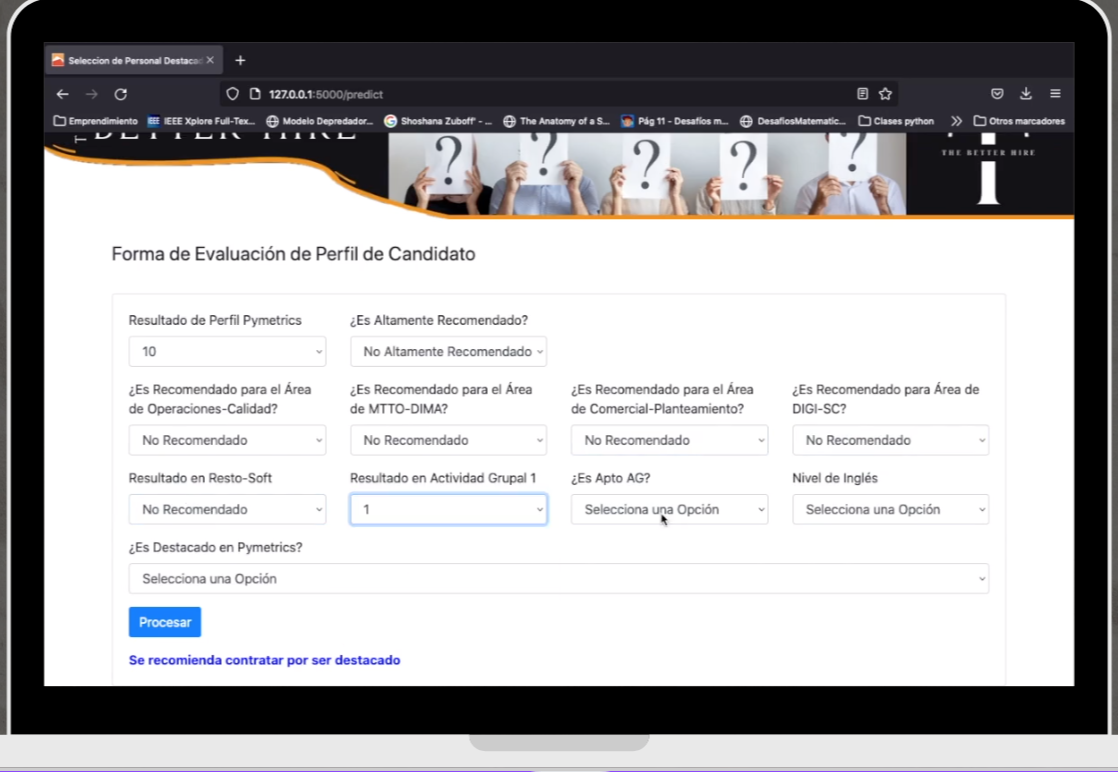 Seleccion de Personal Destacad
127.0.0.1:5000/predict
Emprendimiento IEEE Xplore Full-Tex... Modelo Depredador... Shoshana Zuboff' - ... The Anatomy of a S... Pág 11 - Desafíos m... DesafiosMatematic... Clases python Otros marcadores
THE BETTER HIRE
? ? ? ? ?
THE BETTER HIRE
Forma de Evaluación de Perfil de Candidato
Resultado de Perfil Pymetrics ¿Es Altamente Recomendado?
10 No Altamente Recomendado
¿Es Recomendado para el Área ¿Es Recomendado para el Área ¿Es Recomendado para el Área ¿Es Recomendado para Área de
de Operaciones-Calidad? de MTTO-DIMA? de Comercial-Planteamiento? DIGI-SC?
No Recomendado No Recomendado No Recomendado No Recomendado
Resultado en Resto-Soft Resultado en Actividad Grupal 1 ¿Es Apto AG? Nivel de Inglés
No Recomendado 1 Selecciona una Opción Selecciona una Opción
¿Es Destacado en Pymetrics?
Selecciona una Opción
Procesar
Se recomienda contratar por ser destacado